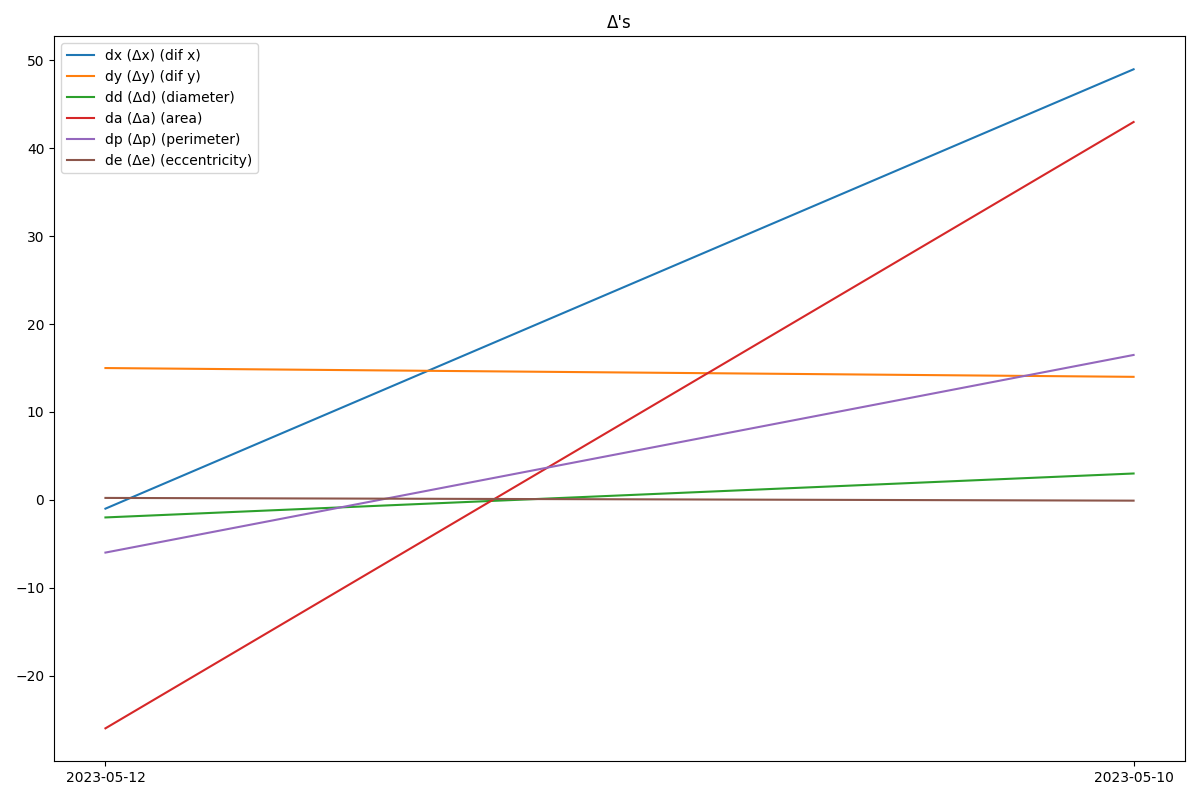 Δ's
dx (Δx) (dif x)
dy (Δy) (dif y)
dd (Δd) (diameter)
da (Δa) (area)
dp (Δp) (perimeter)
de (Δe) (eccentricity)
50
40
30
20
10
0
−10
−20
2023-05-12 2023-05-10